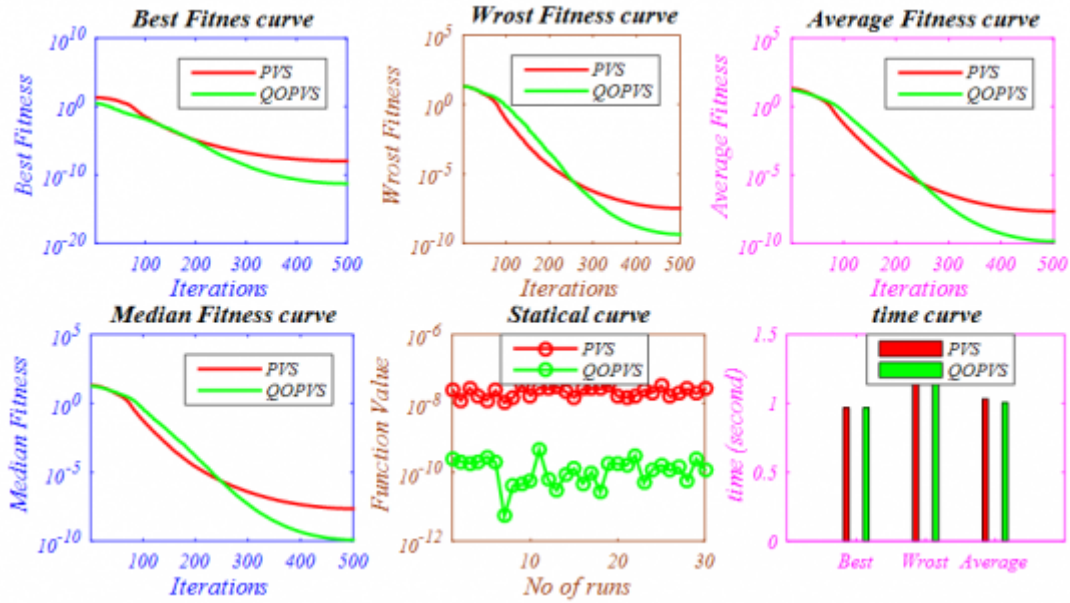 Best Fitnes curve
10^10
10^0
10^-10
10^-20
Best Fitness
PVS
QOPVS
100 200 300 400 500
Iterations
Wrost Fitness curve
10^5
10^0
10^-5
10^-10
Wrost Fitness
PVS
QOPVS
100 200 300 400 500
Iterations
Average Fitness curve
10^5
10^0
10^-5
10^-10
Average Fitness
PVS
QOPVS
100 200 300 400 500
Iterations
Median Fitness curve
10^5
10^0
10^-5
10^-10
Median Fitness
PVS
QOPVS
100 200 300 400 500
Iterations
Statical curve
10^-6
10^-8
10^-10
10^-12
Function Value
PVS
QOPVS
10 20 30
No of runs
time curve
1.5
1
0.5
0
time (second)
PVS
QOPVS
Best Wrost Average